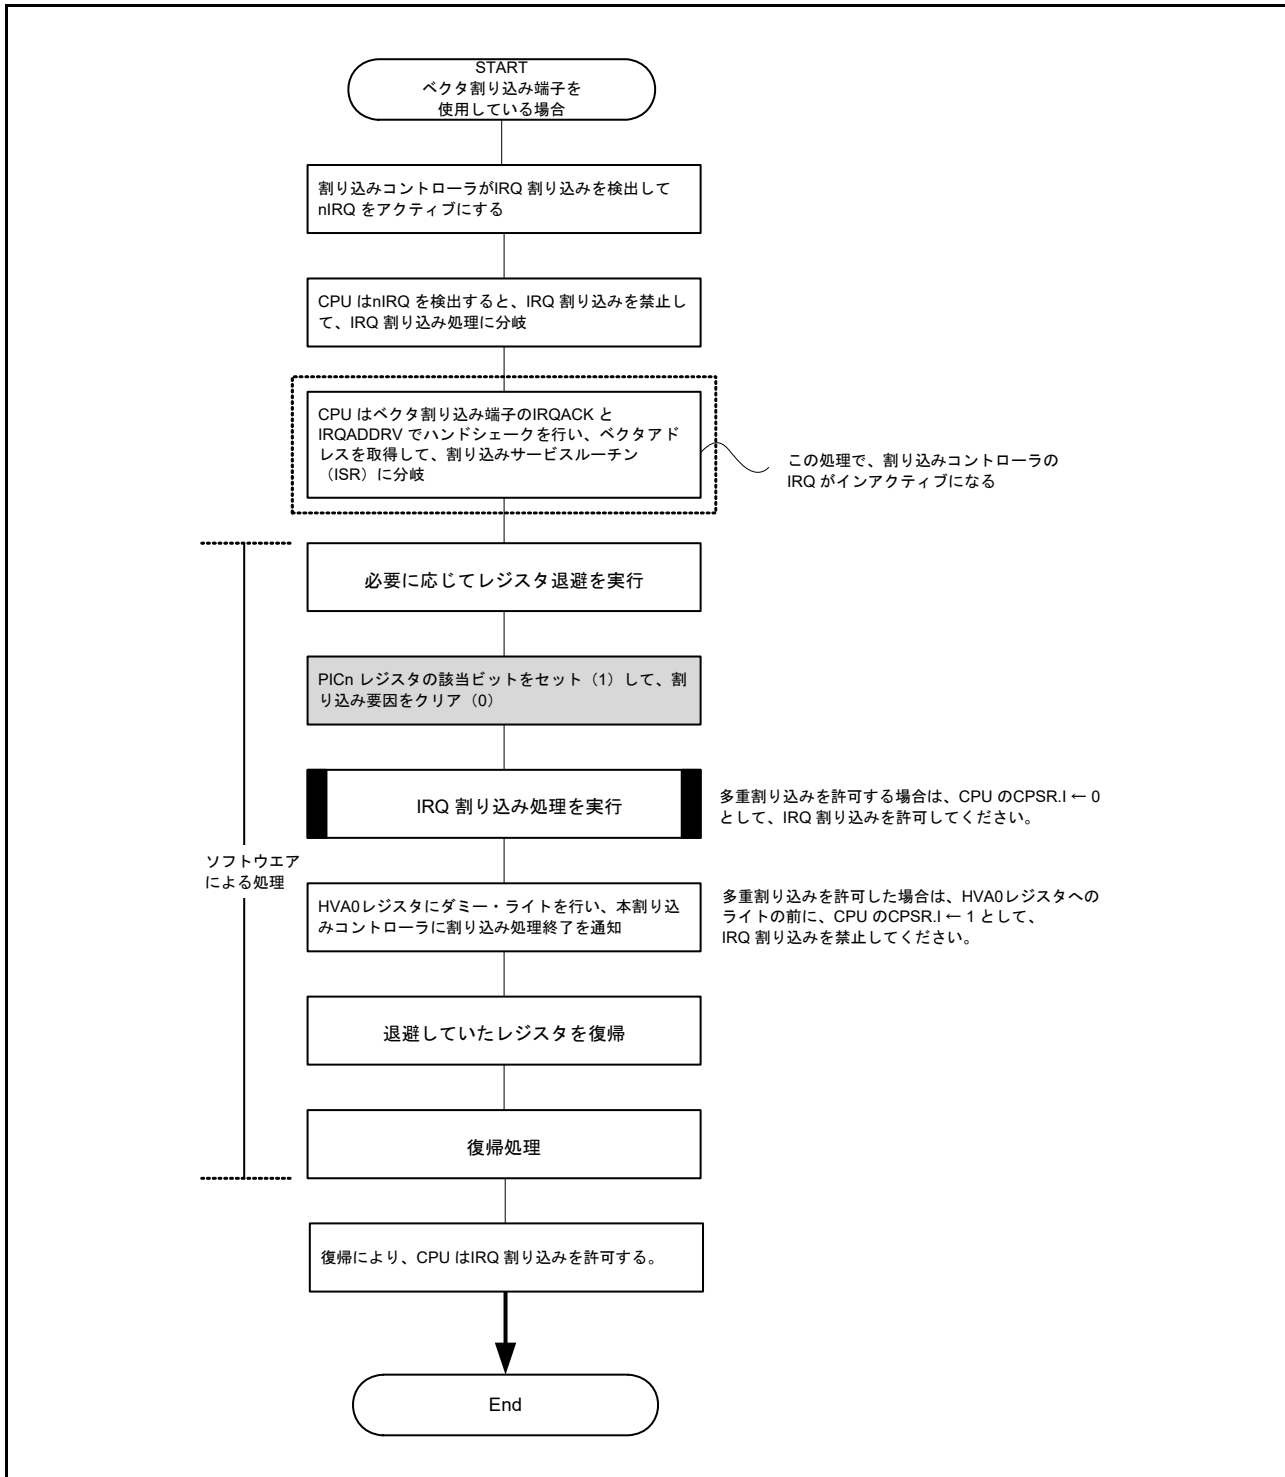 START
ベクタ割り込み端子を
使用している場合
割り込みコントローラがIRQ 割り込みを検出して
nIRQ をアクティブにする
CPU はnIRQ を検出すると、IRQ 割り込みを禁止し
て、IRQ 割り込み処理に分岐
CPU はベクタ割り込み端子のIRQACK と
IRQADDRV でハンドシェークを行い、ベクタアド
レスを取得して、割り込みサービスルーチン
（ISR）に分岐
この処理で、割り込みコントローラの
IRQ がインアクティブになる
必要に応じてレジスタ退避を実行
PICn レジスタの該当ビットをセット（1）して、割
り込み要因をクリア（0）
IRQ 割り込み処理を実行
多重割り込みを許可する場合は、CPU のCPSR.I ← 0
として、IRQ 割り込みを許可してください。
ソフトウエア
による処理
HVA0レジスタにダミー・ライトを行い、本割り込
みコントローラに割り込み処理終了を通知
多重割り込みを許可した場合は、HVA0レジスタへの
ライトの前に、CPU のCPSR.I ← 1 として、
IRQ 割り込みを禁止してください。
退避していたレジスタを復帰
復帰処理
復帰により、CPU はIRQ 割り込みを許可する。
End